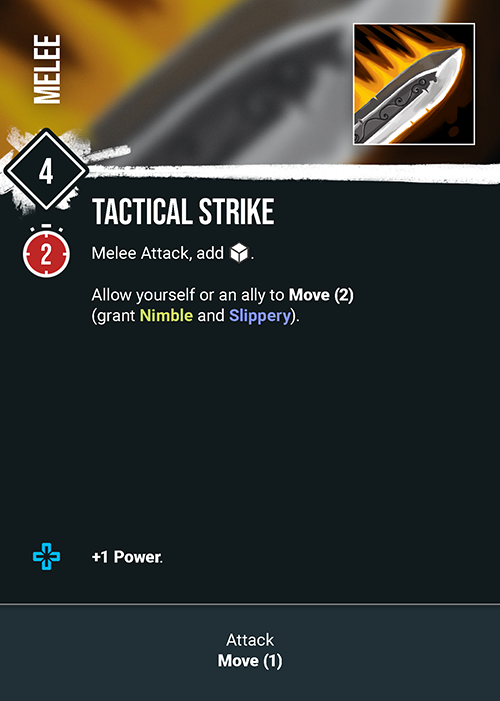 MELEE
4
TACTICAL STRIKE
2
Melee Attack, add .
Allow yourself or an ally to Move (2)
(grant Nimble and Slippery).
+1 Power.
Attack
Move (1)